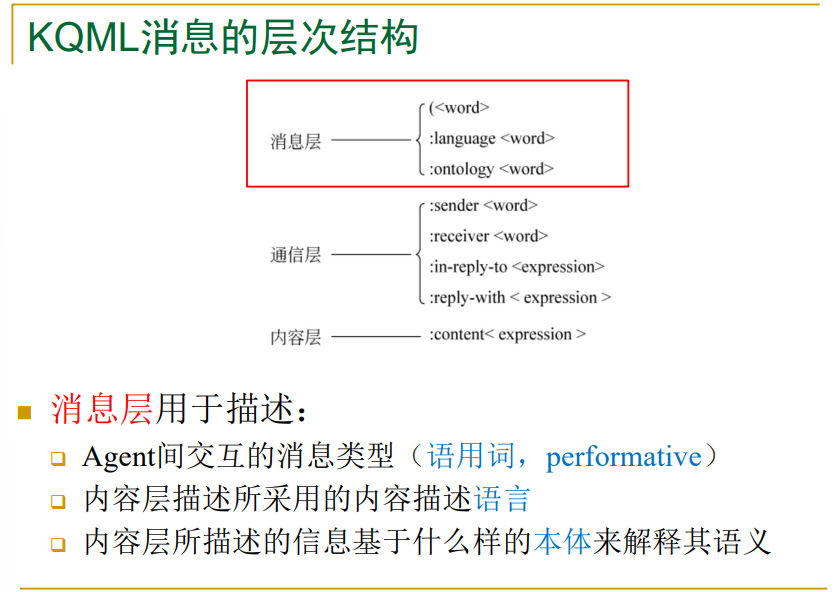 KQML消息的层次结构
(<word>
消息层
:language <word>
:ontology <word>
:sender <word>
:receiver <word>
通信层
:in-reply-to <expression>
:reply-with < expression >
内容层
:content< expression >
消息层用于描述：
Agent间交互的消息类型（语用词，performative）
内容层描述所采用的内容描述语言
内容层所描述的信息基于什么样的本体来解释其语义